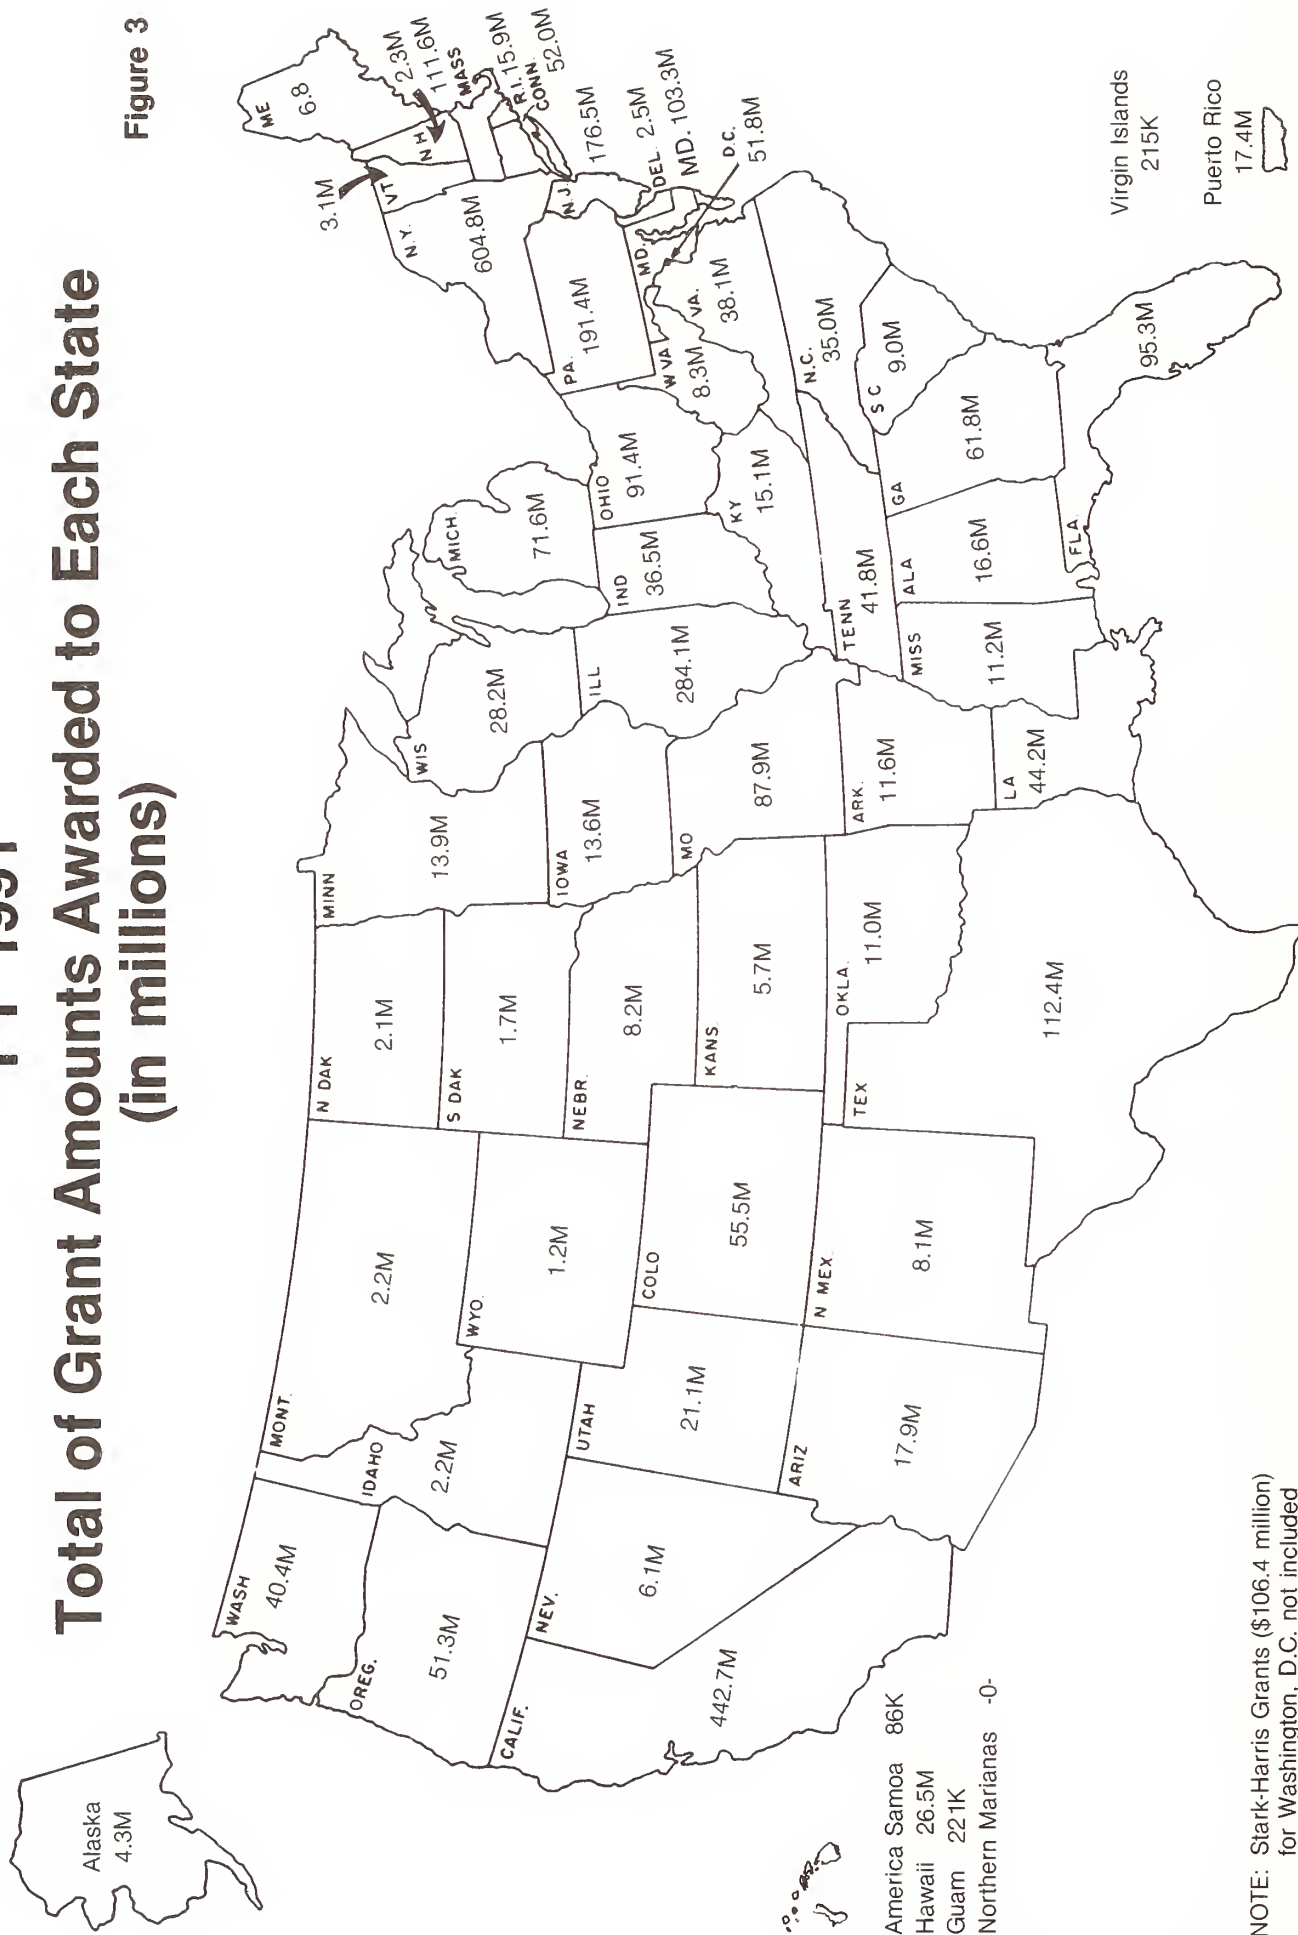 Total of Grant Amounts Awarded to Each State
(in millions)
Figure 3
Alaska
4.3M
WASH
40.4M
OREG.
51.3M
CALIF.
442.7M
NEV.
6.1M
IDAHO
2.2M
MONT.
2.2M
WYO.
1.2M
UTAH
21.1M
ARIZ
17.9M
COLO
55.5M
N MEX.
8.1M
N DAK
2.1M
S DAK
1.7M
NEBR.
8.2M
KANS.
5.7M
OKLA.
11.0M
TEX
112.4M
MINN
13.9M
IOWA
13.6M
MO
87.9M
ARK.
11.6M
LA
44.2M
WIS
28.2M
ILL
284.1M
MICH.
71.6M
IND
36.5M
OHIO
91.4M
KY
15.1M
TENN
41.8M
MISS
11.2M
ALA
16.6M
GA
61.8M
FLA.
95.3M
S C
9.0M
N.C.
35.0M
VA.
38.1M
W VA
8.3M
PA.
191.4M
N.Y.
604.8M
3.1M
VT
N H
2.3M
ME
6.8
111.6M
MASS
R.I. 15.9M
CONN.
52.0M
N.J.
176.5M
DEL. 2.5M
MD. 103.3M
MD.
D.C.
51.8M
America Samoa 86K
Hawaii 26.5M
Guam 221K
Northern Marianas -0-
Virgin Islands
215K
Puerto Rico
17.4M
NOTE: Stark-Harris Grants ($106.4 million)
for Washington, D.C. not included